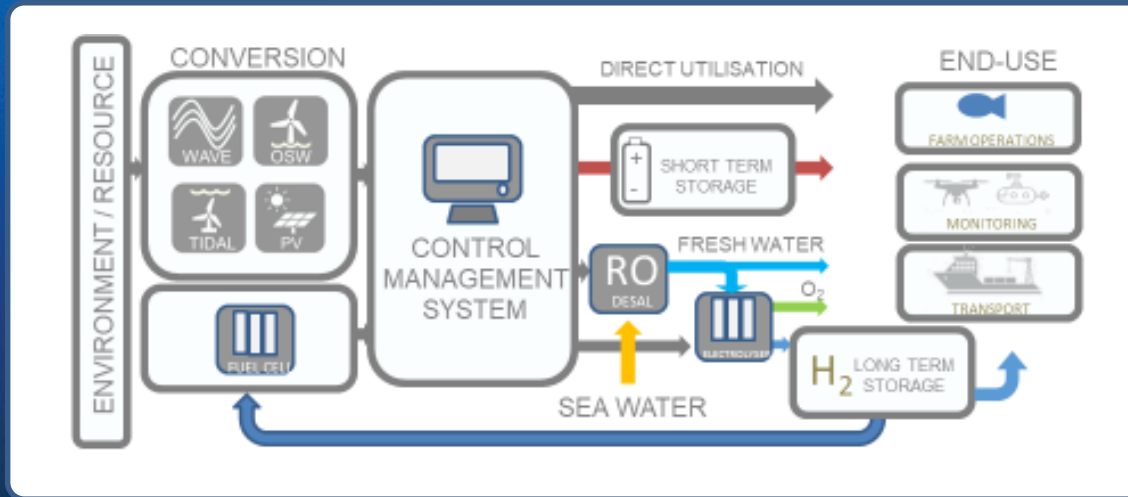 ENVIRONMENT / RESOURCE
CONVERSION
WAVE
OSW
TIDAL
PV
FUEL CELL
CONTROL
MANAGEMENT
SYSTEM
DIRECT UTILISATION
+
-
SHORT TERM
STORAGE
RO
DESAL
FRESH WATER
O2
ELECTROLYSER
SEA WATER
H2
LONG TERM
STORAGE
END-USE
FARM OPERATIONS
MONITORING
TRANSPORT